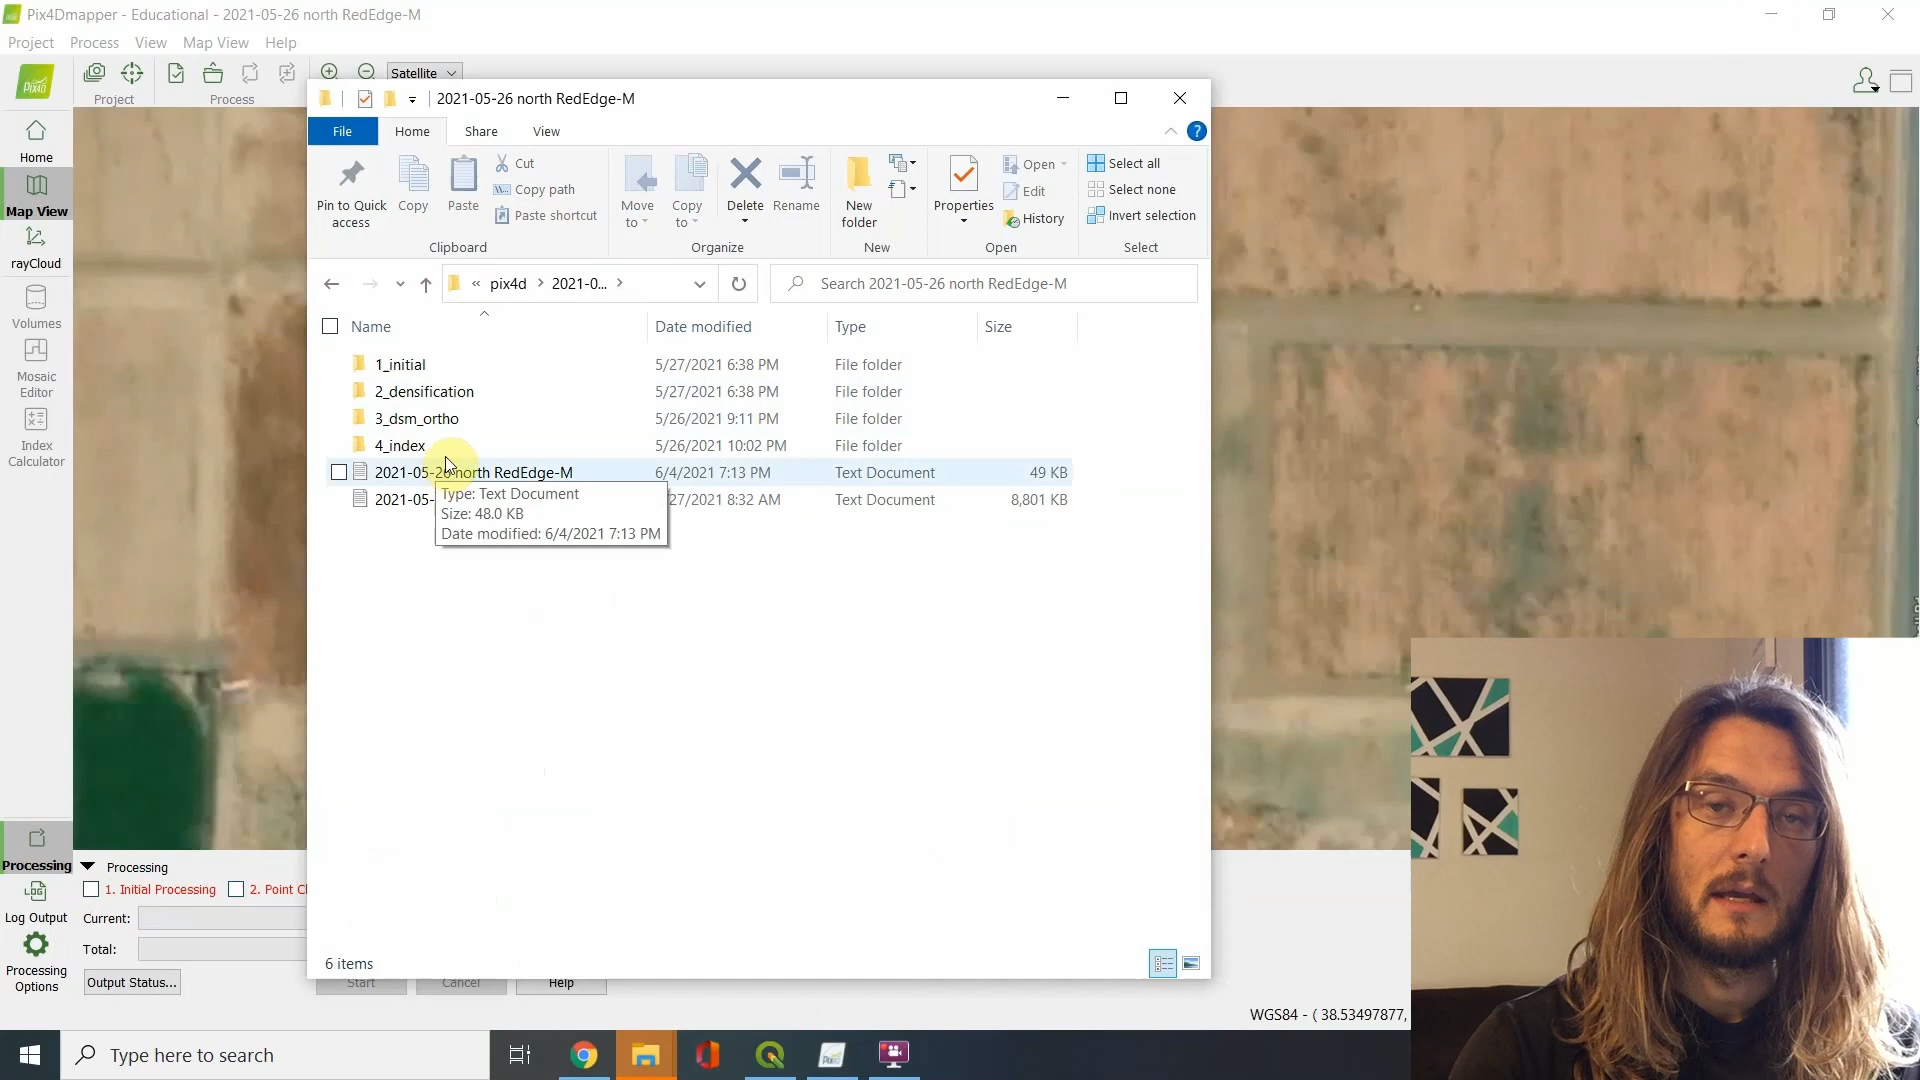 Pix4Dmapper - Educational - 2021-05-26 north RedEdge-M
Project Process View Map View Help
Project
Process
Satellite
2021-05-26 north RedEdge-M
File Home Share View
Pin to Quick access
Copy
Paste
Cut
Copy path
Paste shortcut
Clipboard
Move to
Copy to
Delete
Rename
Organize
New folder
New
Properties
Open
Edit
History
Open
Select all
Select none
Invert selection
Select
« pix4d > 2021-0... >
Search 2021-05-26 north RedEdge-M
Name Date modified Type Size
1_initial 5/27/2021 6:38 PM File folder
2_densification 5/27/2021 6:38 PM File folder
3_dsm_ortho 5/26/2021 9:11 PM File folder
4_index 5/26/2021 10:02 PM File folder
2021-05-26 north RedEdge-M 6/4/2021 7:13 PM Text Document 49 KB
2021-05- 27/2021 8:32 AM Text Document 8,801 KB
Type: Text Document
Size: 48.0 KB
Date modified: 6/4/2021 7:13 PM
6 items
PIX4D
Home
Map View
rayCloud
Volumes
Mosaic Editor
Index Calculator
Processing
Log Output
Processing Options
Processing
1. Initial Processing 2. Point Cl
Current:
Total:
Output Status... Start Cancel Help
WGS84 - ( 38.53497877,
Type here to search